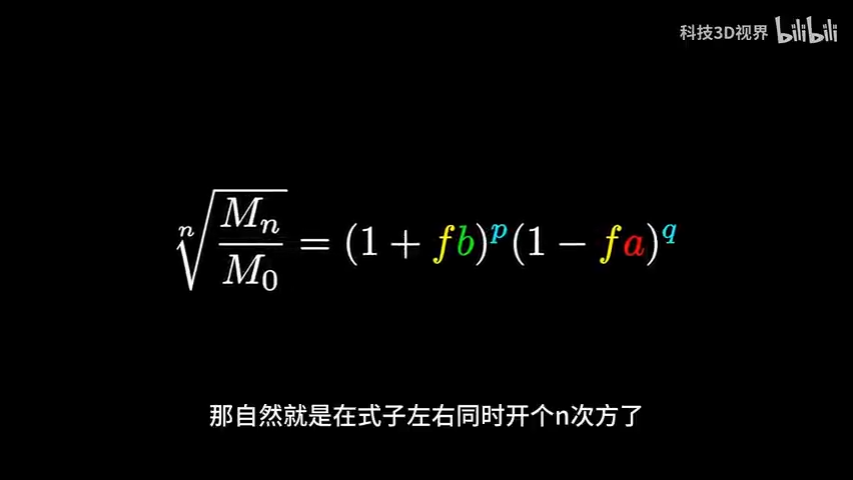 科技3D视界 bilibili
\sqrt[n]{\frac{M_n}{M_0}} = (1 + fb)^p (1 - fa)^q
那自然就是在式子左右同时开个n次方了